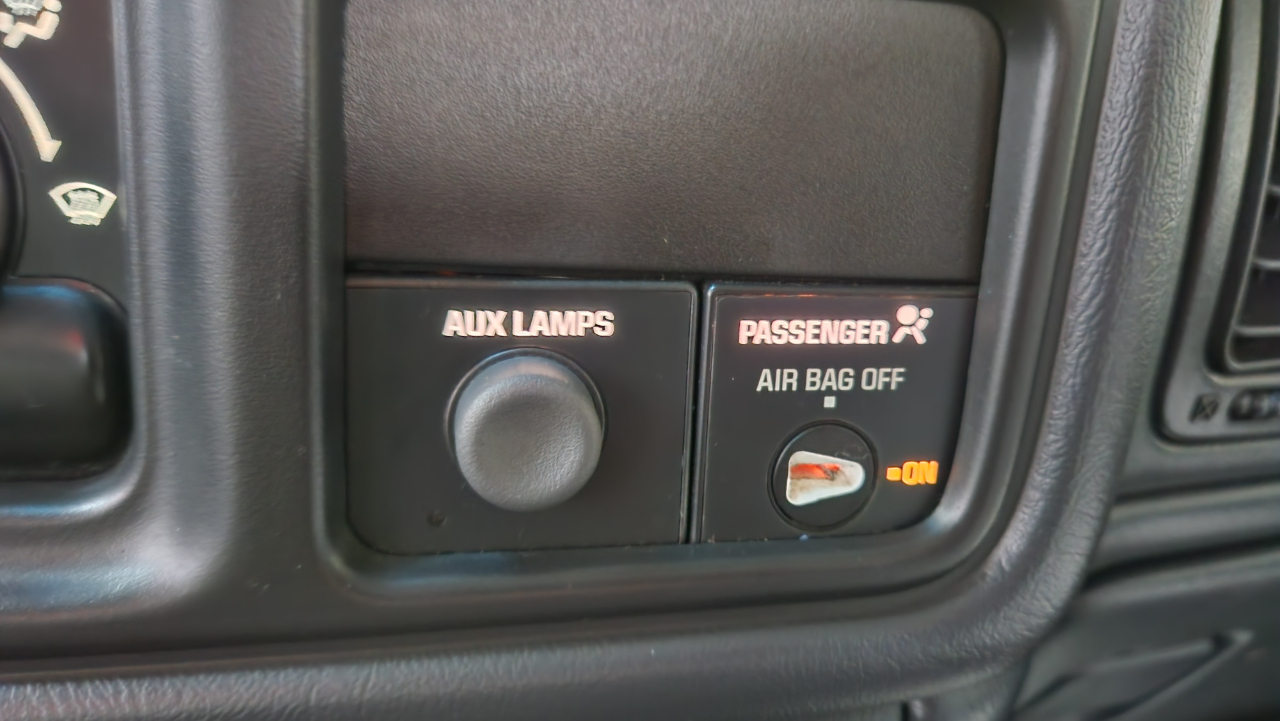 AUX LAMPS
PASSENGER
AIR BAG OFF
ON